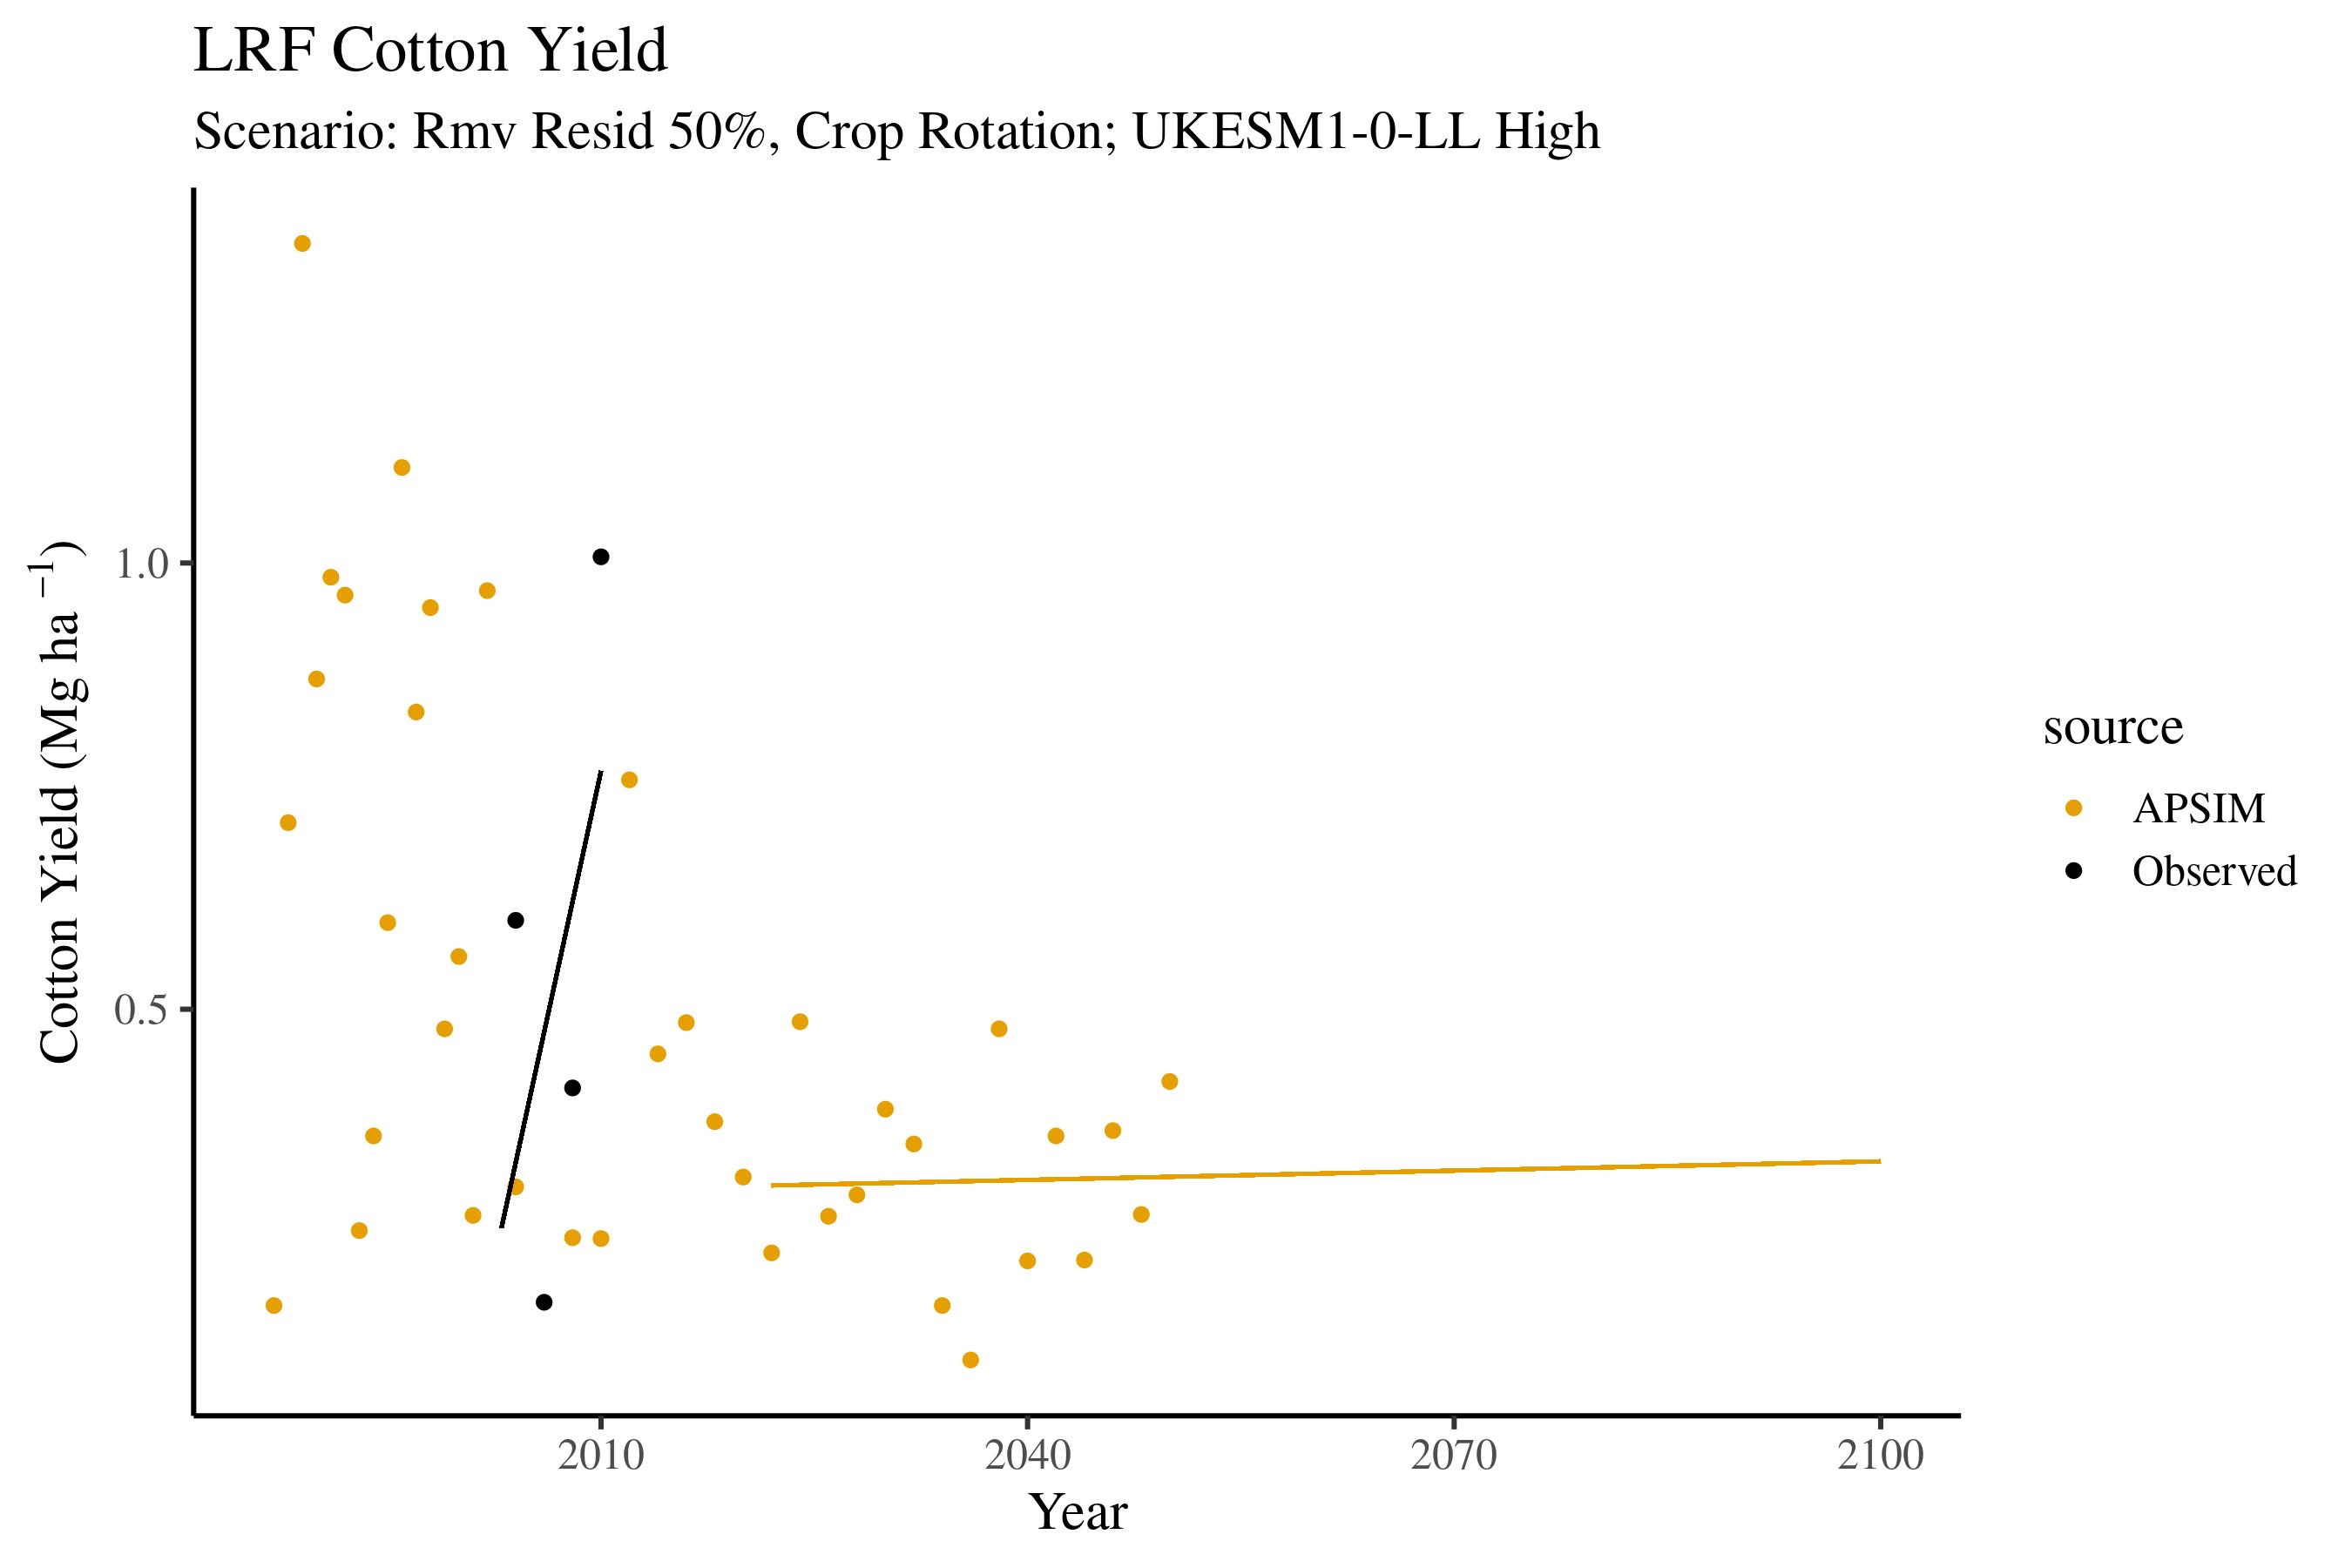 LRF Cotton Yield
Scenario: Rmv Resid 50%, Crop Rotation; UKESM1-0-LL High
Cotton Yield (Mg ha −1)
1.0
0.5
2010
2040
2070
2100
Year
source
APSIM
Observed